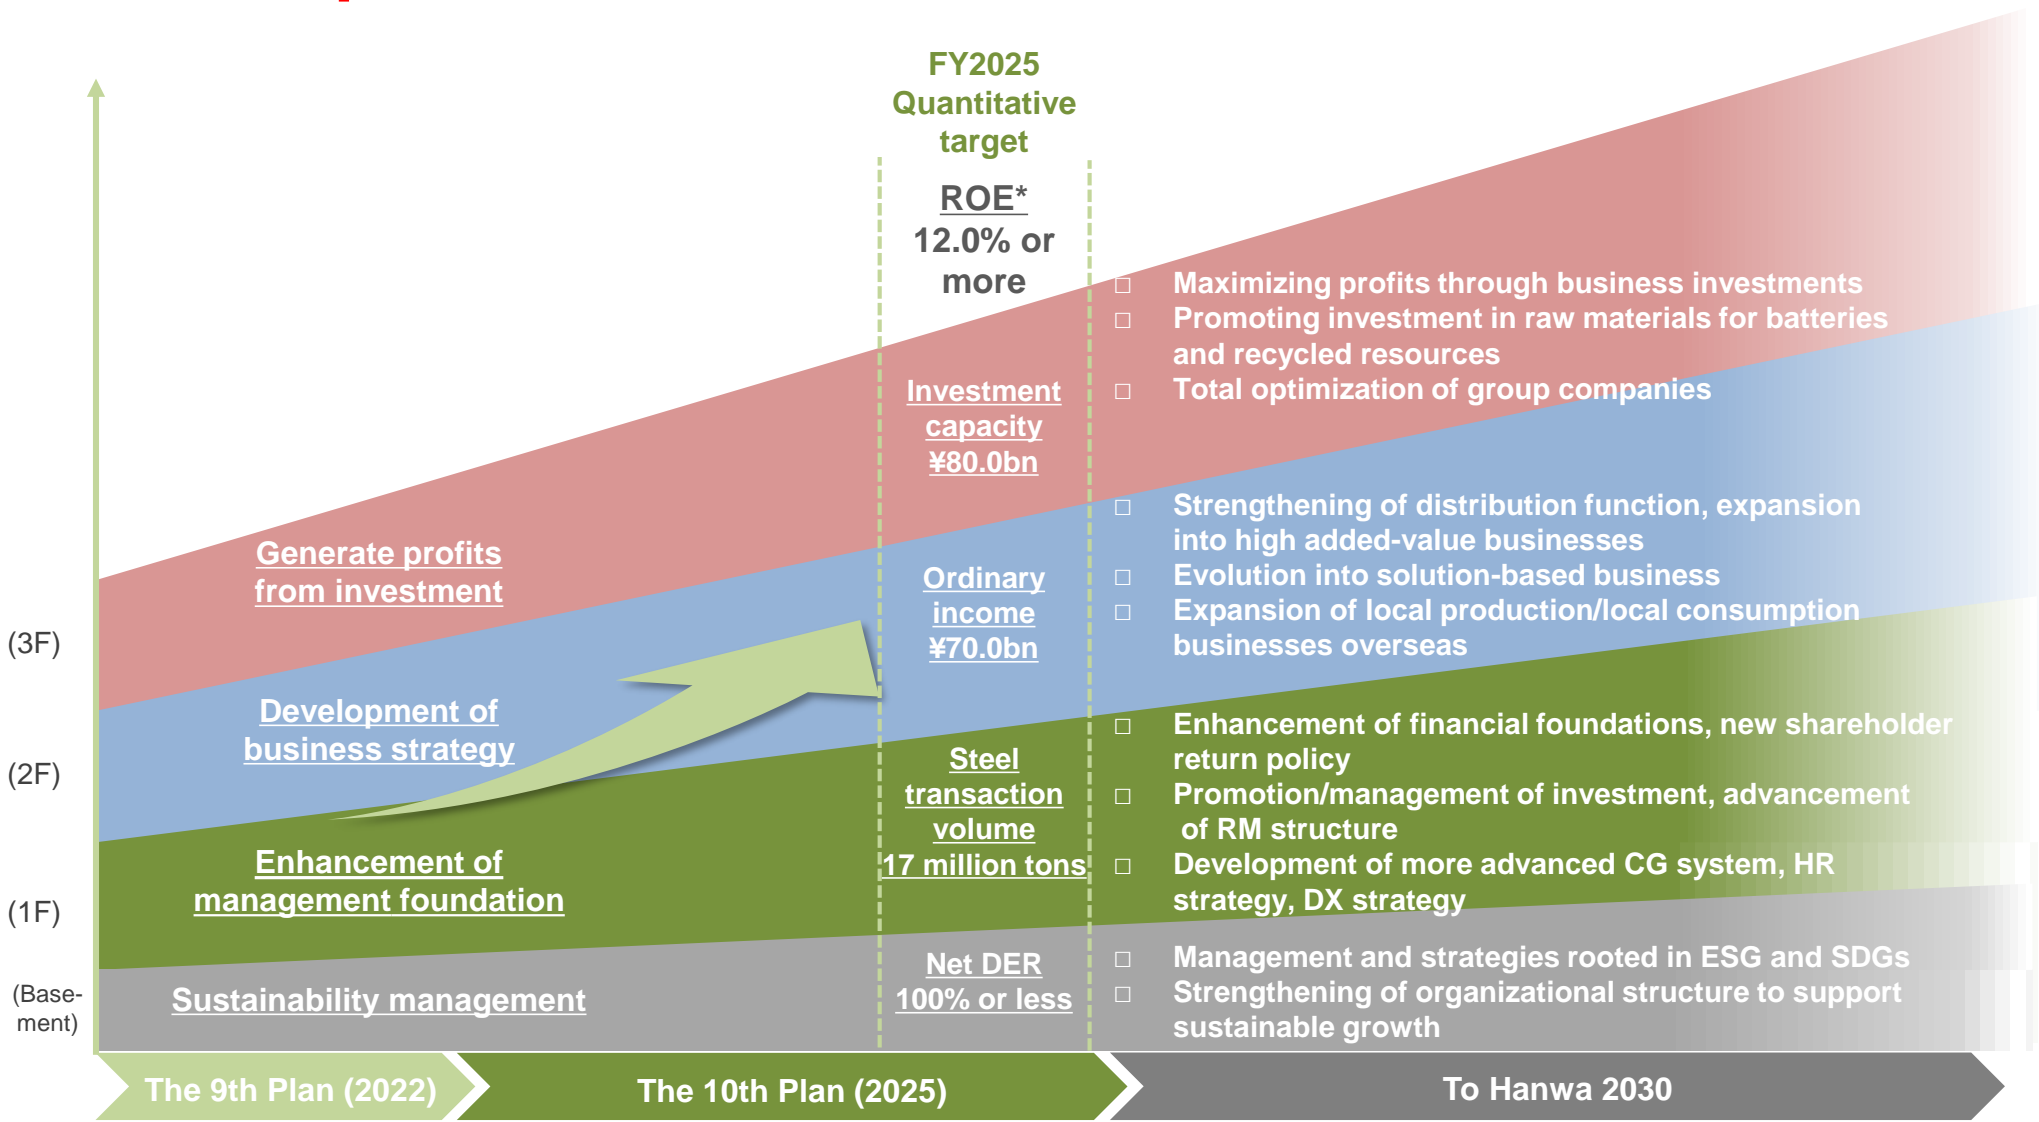 FY2025
Quantitative
target
ROE*
12.0% or
more
Investment
capacity
¥80.0bn
Ordinary
income
¥70.0bn
Steel
transaction
volume
17 million tons
Net DER
100% or less
Generate profits
from investment
Development of
business strategy
Enhancement of
management foundation
Sustainability management
(3F)
(2F)
(1F)
(Base-
ment)
□ Maximizing profits through business investments
□ Promoting investment in raw materials for batteries
and recycled resources
□ Total optimization of group companies
□ Strengthening of distribution function, expansion
into high added-value businesses
□ Evolution into solution-based business
□ Expansion of local production/local consumption
businesses overseas
□ Enhancement of financial foundations, new shareholder
return policy
□ Promotion/management of investment, advancement
of RM structure
□ Development of more advanced CG system, HR
strategy, DX strategy
□ Management and strategies rooted in ESG and SDGs
□ Strengthening of organizational structure to support
sustainable growth
The 9th Plan (2022)
The 10th Plan (2025)
To Hanwa 2030